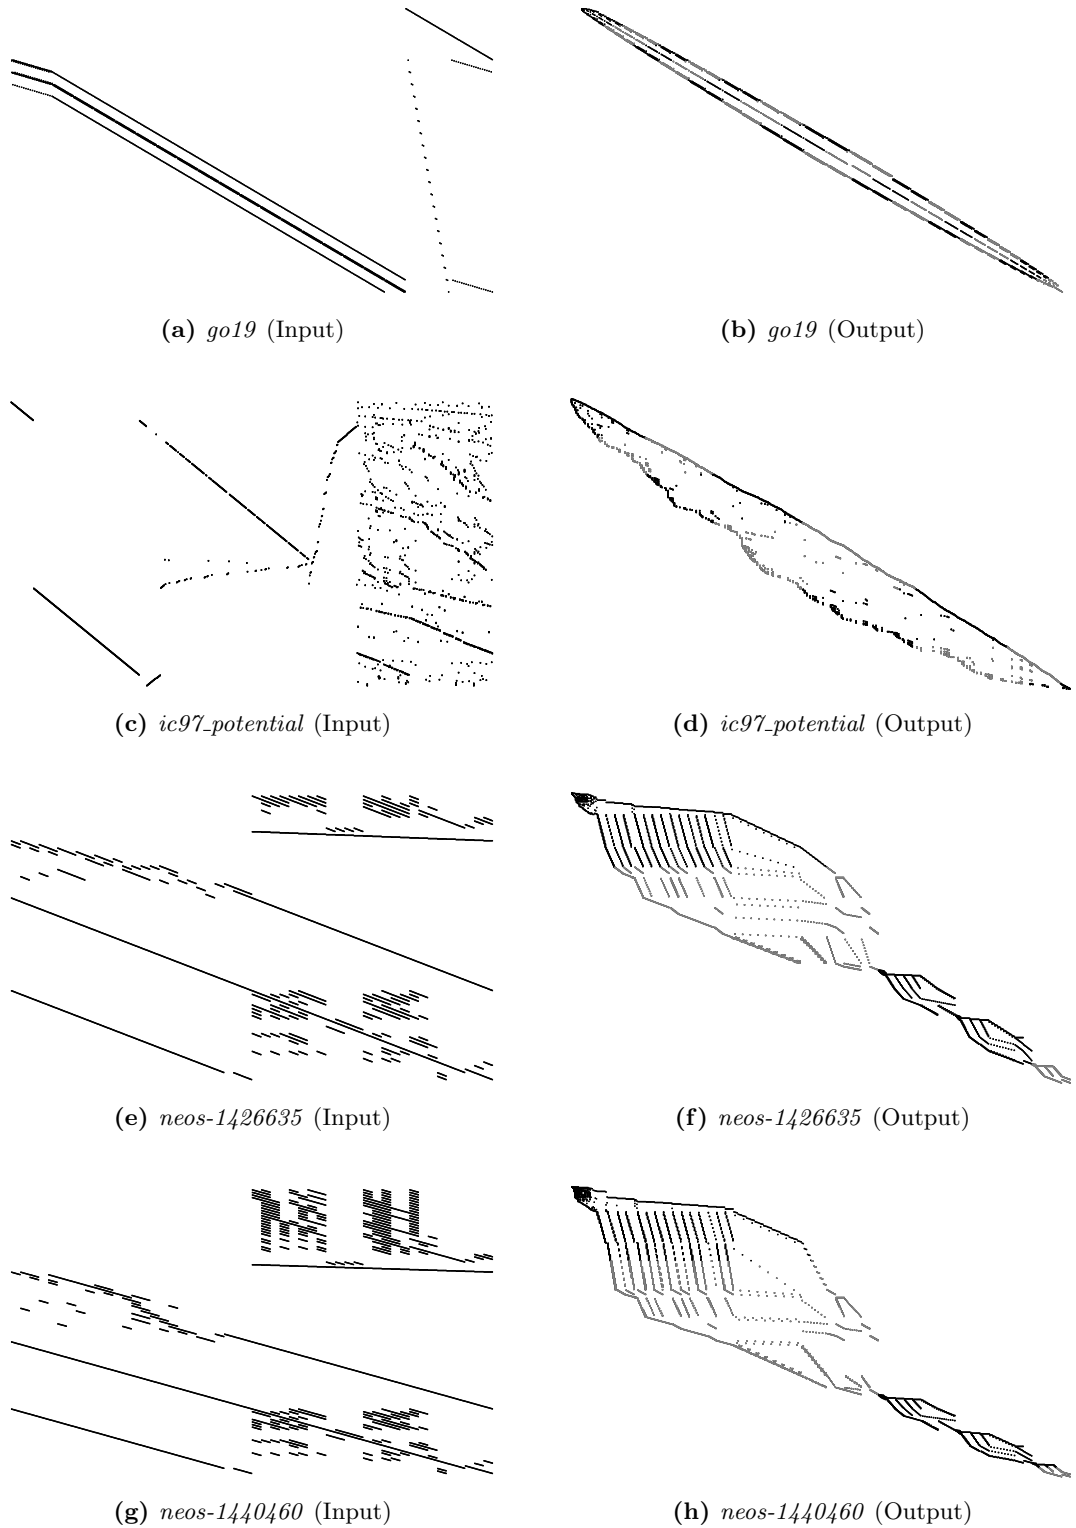 (a) go19 (Input)
(b) go19 (Output)
(c) ic97_potential (Input)
(d) ic97_potential (Output)
(e) neos-1426635 (Input)
(f) neos-1426635 (Output)
(g) neos-1440460 (Input)
(h) neos-1440460 (Output)